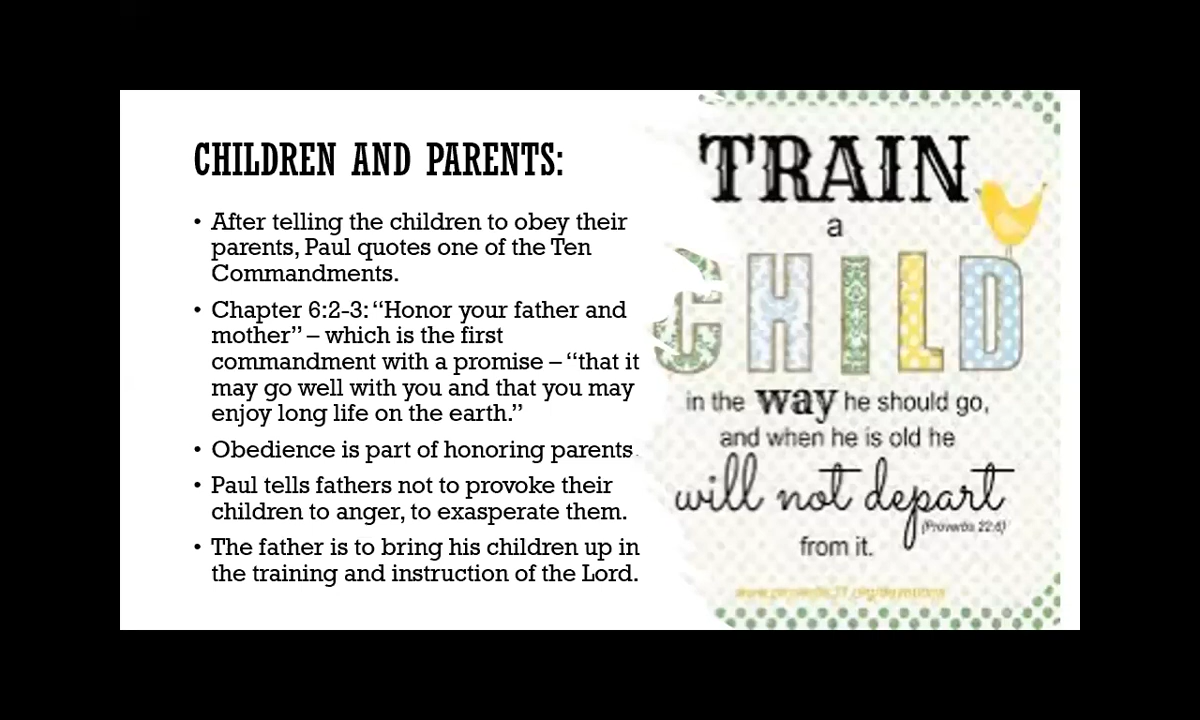 CHILDREN AND PARENTS:
• After telling the children to obey their
parents, Paul quotes one of the Ten
Commandments.
• Chapter 6:2-3: “Honor your father and
mother” – which is the first
commandment with a promise – “that it
may go well with you and that you may
enjoy long life on the earth.”
• Obedience is part of honoring parents.
• Paul tells fathers not to provoke their
children to anger, to exasperate them.
• The father is to bring his children up in
the training and instruction of the Lord.
TRAIN
a
CHILD
in the way he should go,
and when he is old he
will not depart
(Proverbs 22:6)
from it.